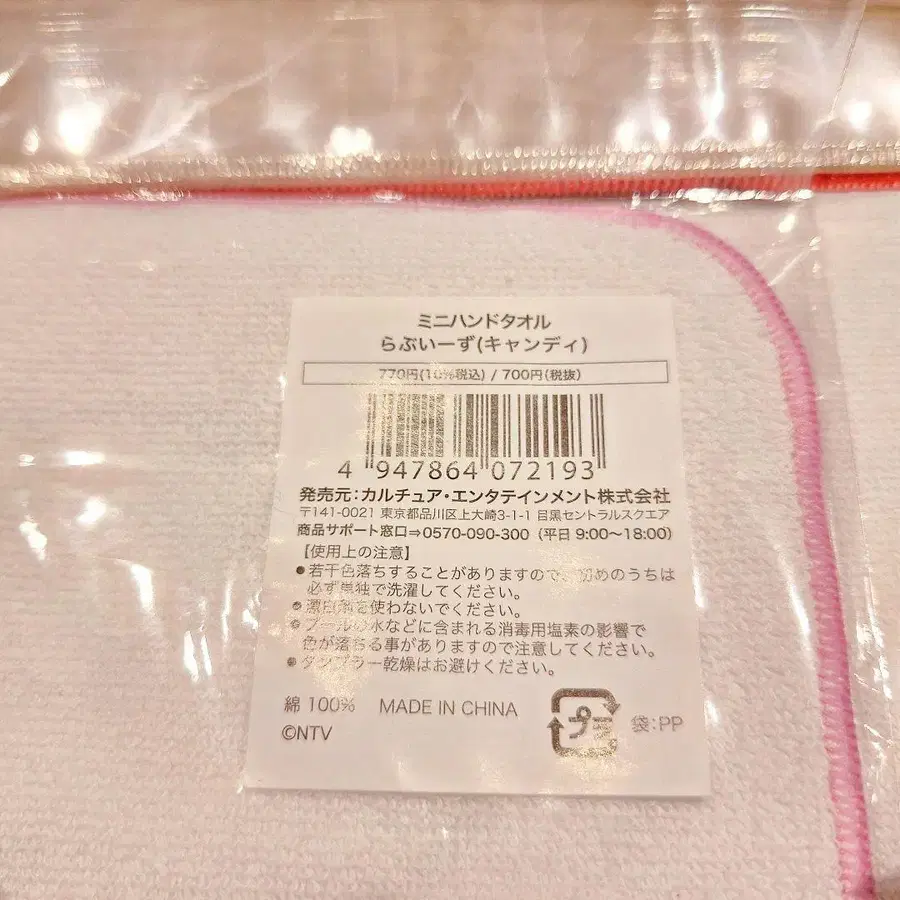 ミニハンドタオル
らぶいーず(キャンディ)
770円(10%税込) / 700円(税抜)
4 947864 072193
発売元：カルチュア・エンタテインメント株式会社
〒141-0021 東京都品川区上大崎3-1-1 目黒セントラルスクエア
商品サポート窓口⇒0570-090-300 (平日 9:00～18:00)
【使用上の注意】
●若干色落ちすることがありますので、初めのうちは
必ず単独で洗濯してください。
●漂白剤を使わないでください。
●プールの水などに含まれる消毒用塩素の影響で
色が落ちる事がありますので注意してください。
●タンブラー乾燥はお避けください。
綿 100% MADE IN CHINA
©NTV
プラ
袋：PP